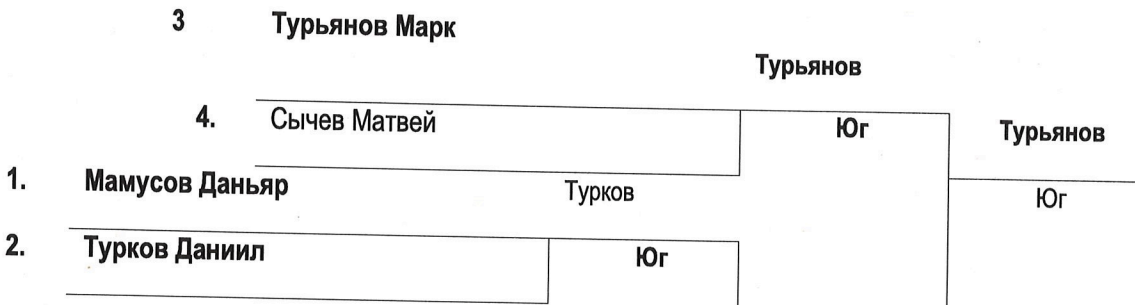 3 Турьянов Марк
Турьянов
4. Сычев Матвей
Юг
Турьянов
1. Мамусов Даньяр
Турков
Юг
2. Турков Даниил
Юг